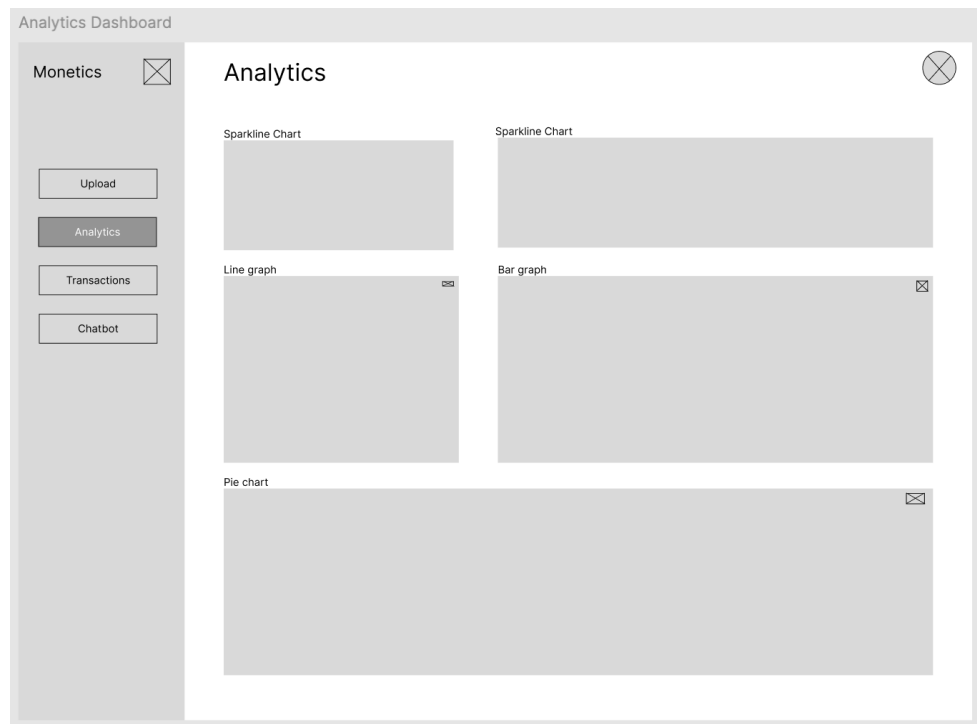 Analytics Dashboard
Monetics
Upload
Analytics
Transactions
Chatbot
Analytics
Sparkline Chart
Sparkline Chart
Line graph
Bar graph
Pie chart